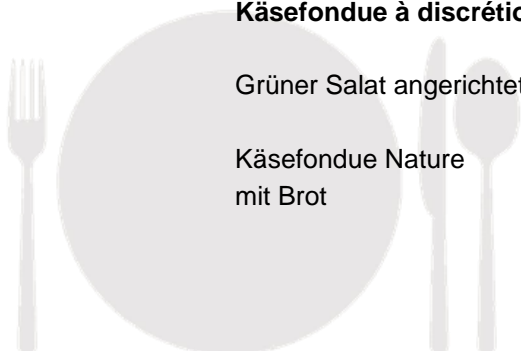 Käsefondue à discrétio
Grüner Salat angerichtet
Käsefondue Nature
mit Brot